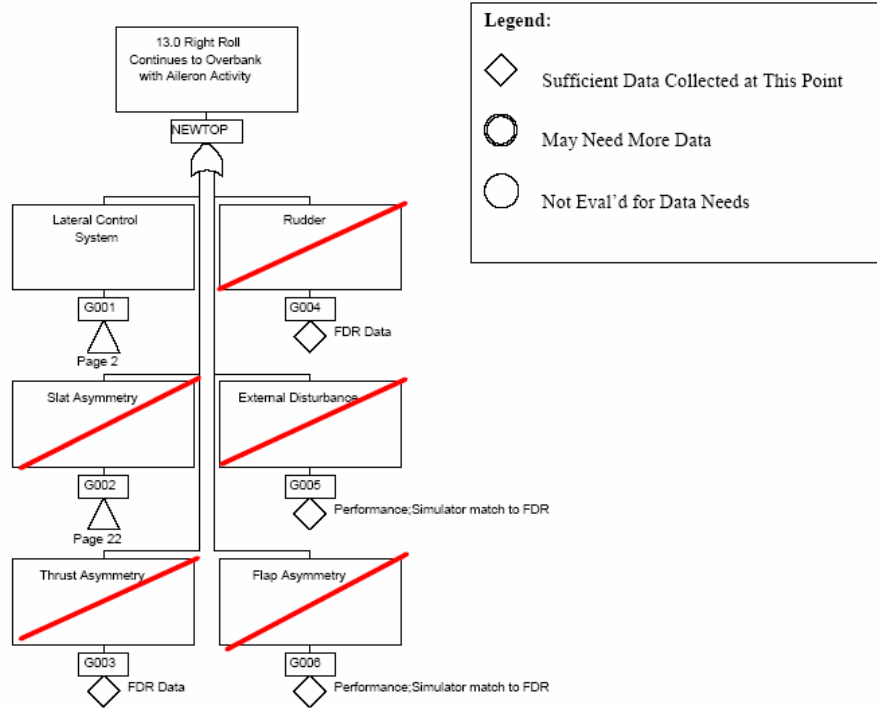 13.0 Right Roll
Continues to Overbank
with Aileron Activity
NEWTOP
Lateral Control
System
G001
Page 2
Rudder
G004
FDR Data
Slat Asymmetry
G002
Page 22
External Disturbance
G005
Performance;Simulator match to FDR
Thrust Asymmetry
G003
FDR Data
Flap Asymmetry
G006
Performance;Simulator match to FDR
Legend:
Sufficient Data Collected at This Point
May Need More Data
Not Eval’d for Data Needs